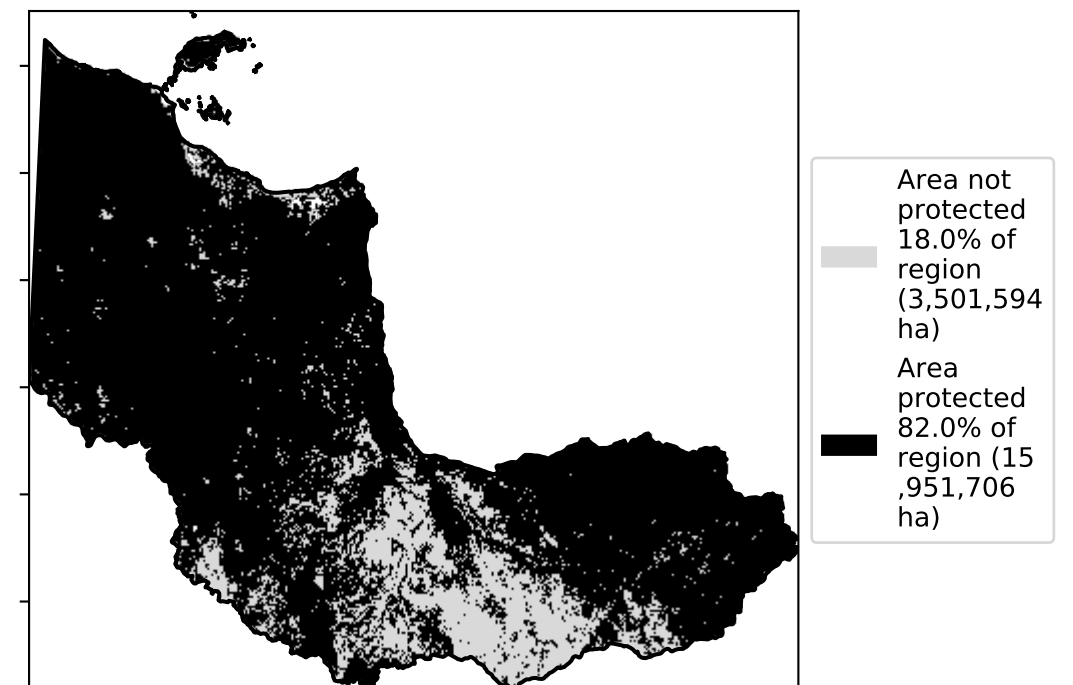 Area not
protected
18.0% of
region
(3,501,594
ha)
Area
protected
82.0% of
region (15
,951,706
ha)